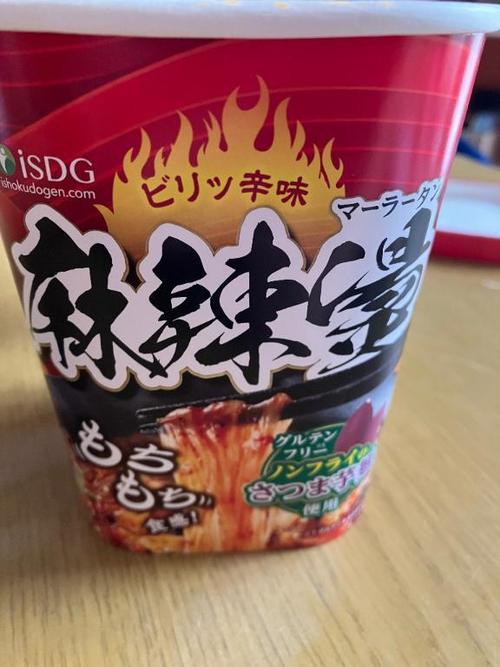 iSDG
ishokudogen.com
ビリッ辛味
マーラータン
麻辣湯
もち
もち
食感!
グルテン
フリー
ノンフライの
さつま芋麺
使用